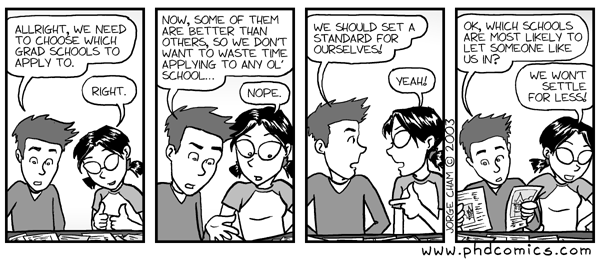 ALLRIGHT, WE NEED
TO CHOOSE WHICH
GRAD SCHOOLS TO
APPLY TO.
RIGHT.
NOW, SOME OF THEM
ARE BETTER THAN
OTHERS, SO WE DON'T
WANT TO WASTE TIME
APPLYING TO ANY OL'
SCHOOL...
NOPE.
WE SHOULD SET A
STANDARD FOR
OURSELVES!
YEAH!
JORGE CHAM © 2003
OK, WHICH SCHOOLS
ARE MOST LIKELY TO
LET SOMEONE LIKE
US IN?
WE WON'T
SETTLE
FOR LESS!
www.phdcomics.com